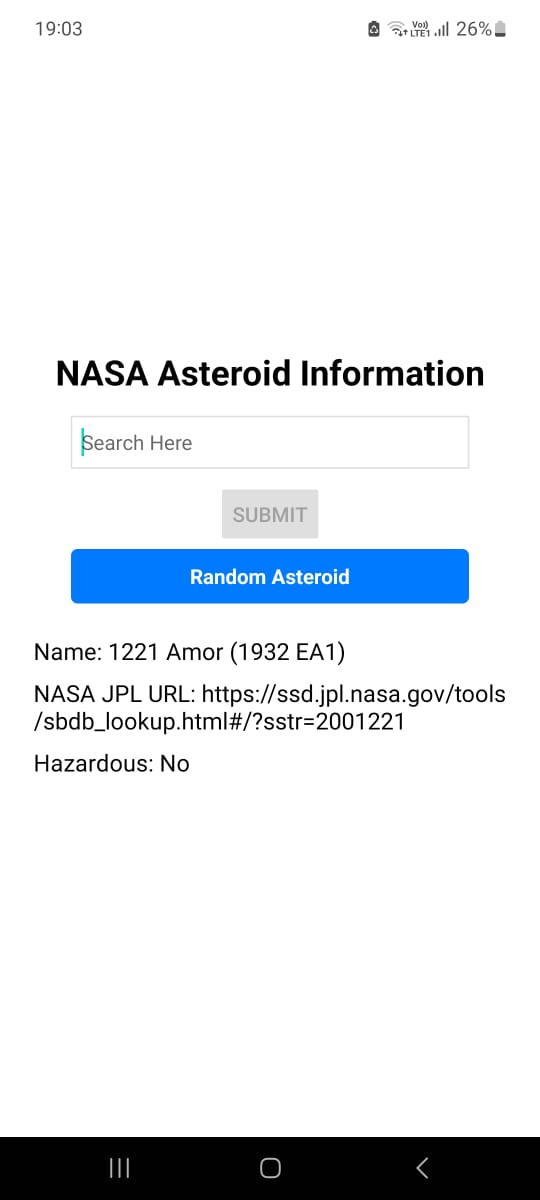 19:03
Vo)) LTE1 26%
NASA Asteroid Information
Search Here
SUBMIT
Random Asteroid
Name: 1221 Amor (1932 EA1)
NASA JPL URL: https://ssd.jpl.nasa.gov/tools
/sbdb_lookup.html#/?sstr=2001221
Hazardous: No